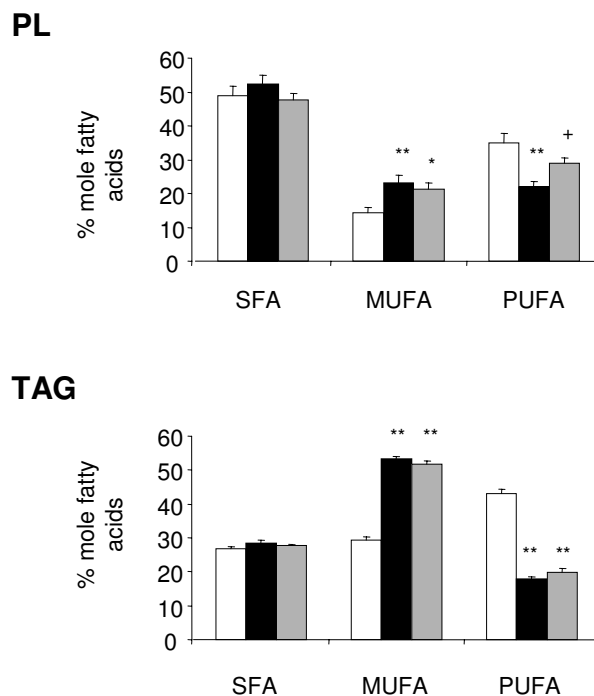 PL
% mole fatty
acids
60
50
40
30
20
10
0
** * ** +
SFA MUFA PUFA
TAG
% mole fatty
acids
60
50
40
30
20
10
0
** ** ** **
SFA MUFA PUFA